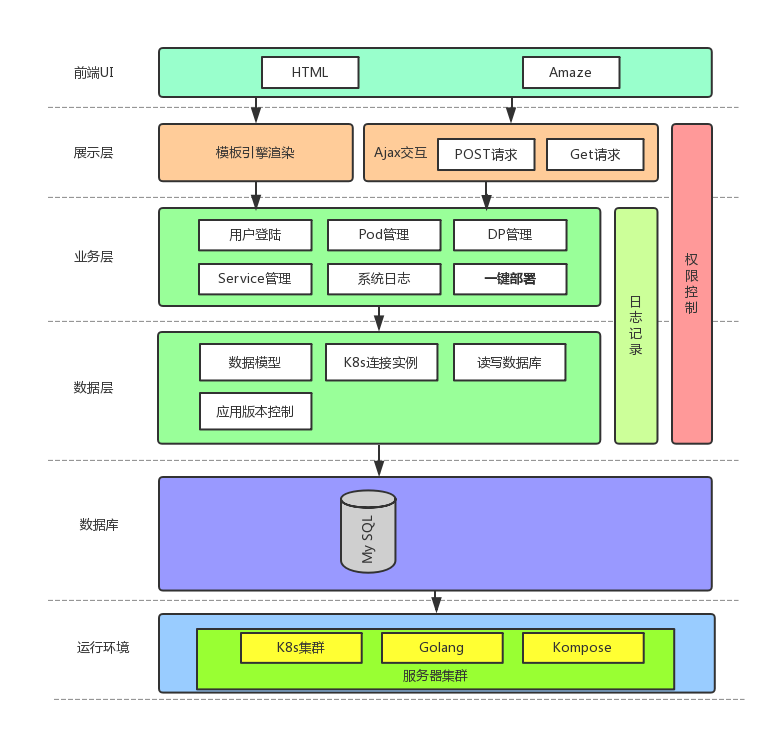 前端UI
HTML
Amaze
展示层
模板引擎渲染
Ajax交互
POST请求
Get请求
业务层
用户登陆
Pod管理
DP管理
Service管理
系统日志
一键部署
日志记录
权限控制
数据层
数据模型
K8s连接实例
读写数据库
应用版本控制
数据库
My SQL
运行环境
K8s集群
Golang
Kompose
服务器集群